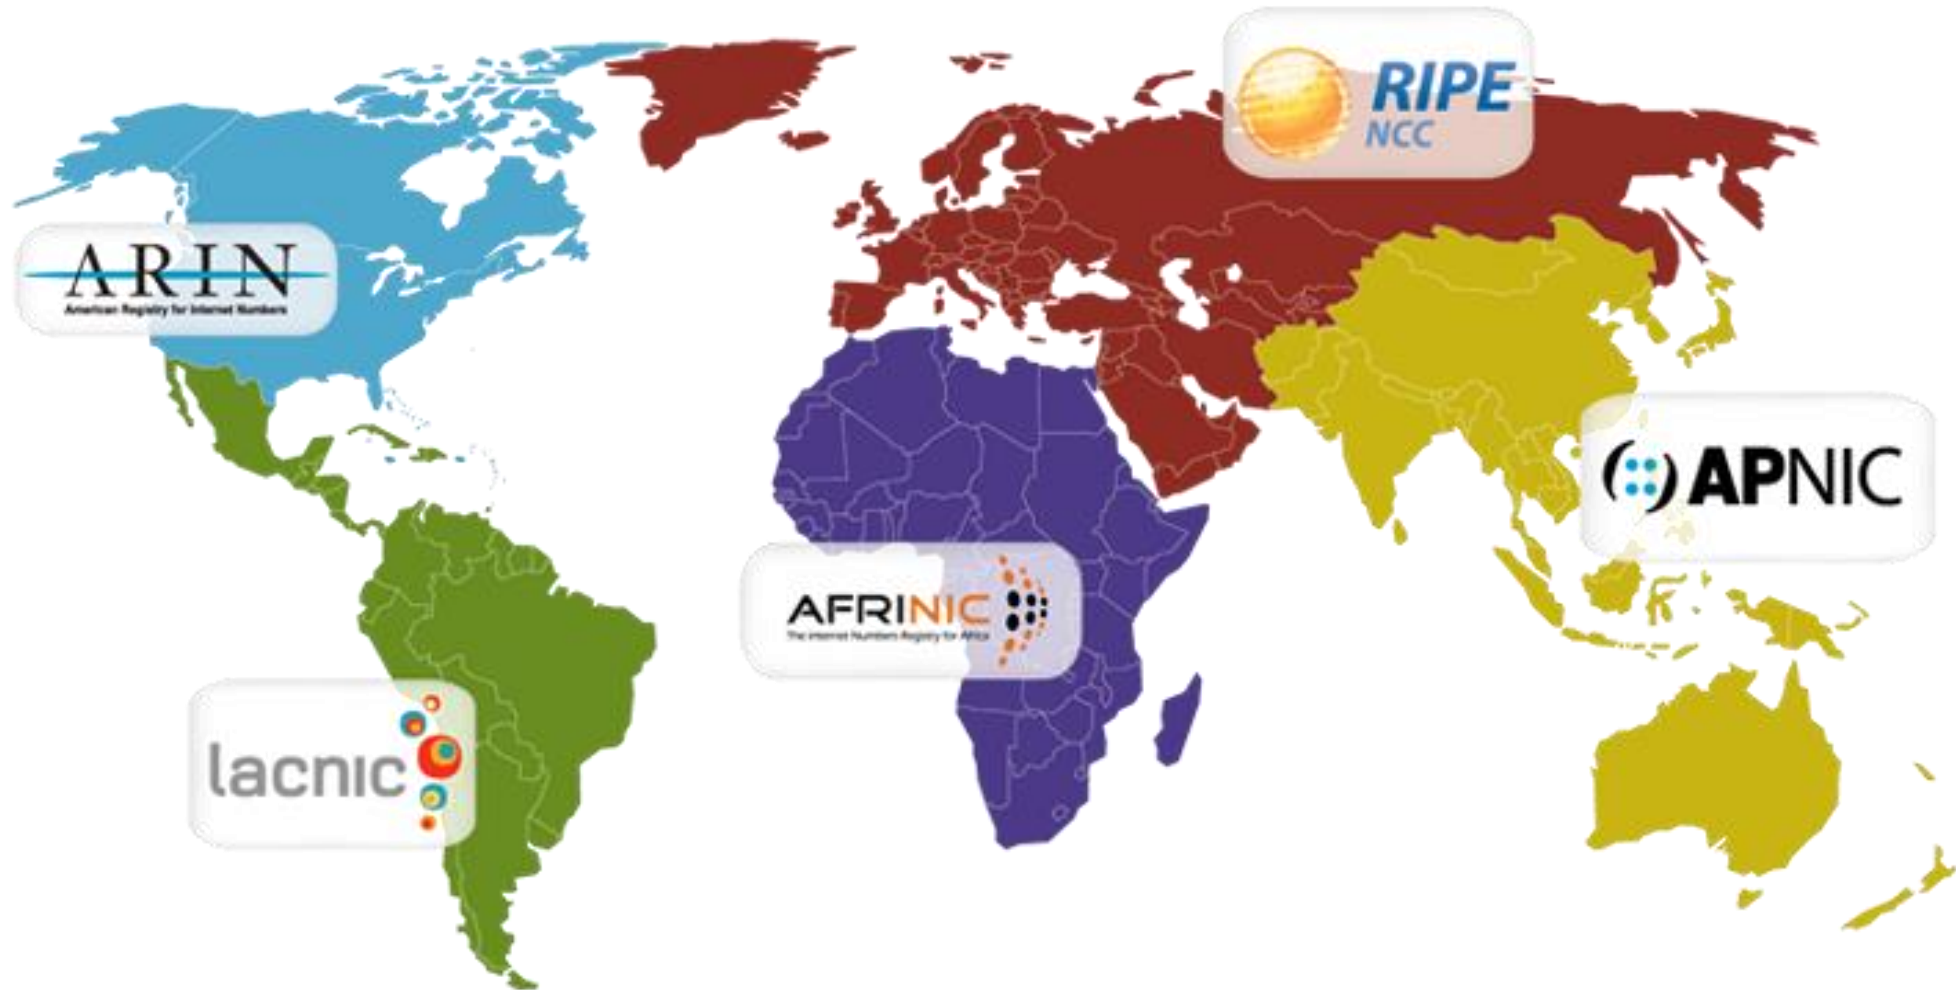 RIPE
NCC
ARIN
American Registry for Internet Numbers
APNIC
AFRINIC
The Internet Numbers Registry for Africa
lacnic